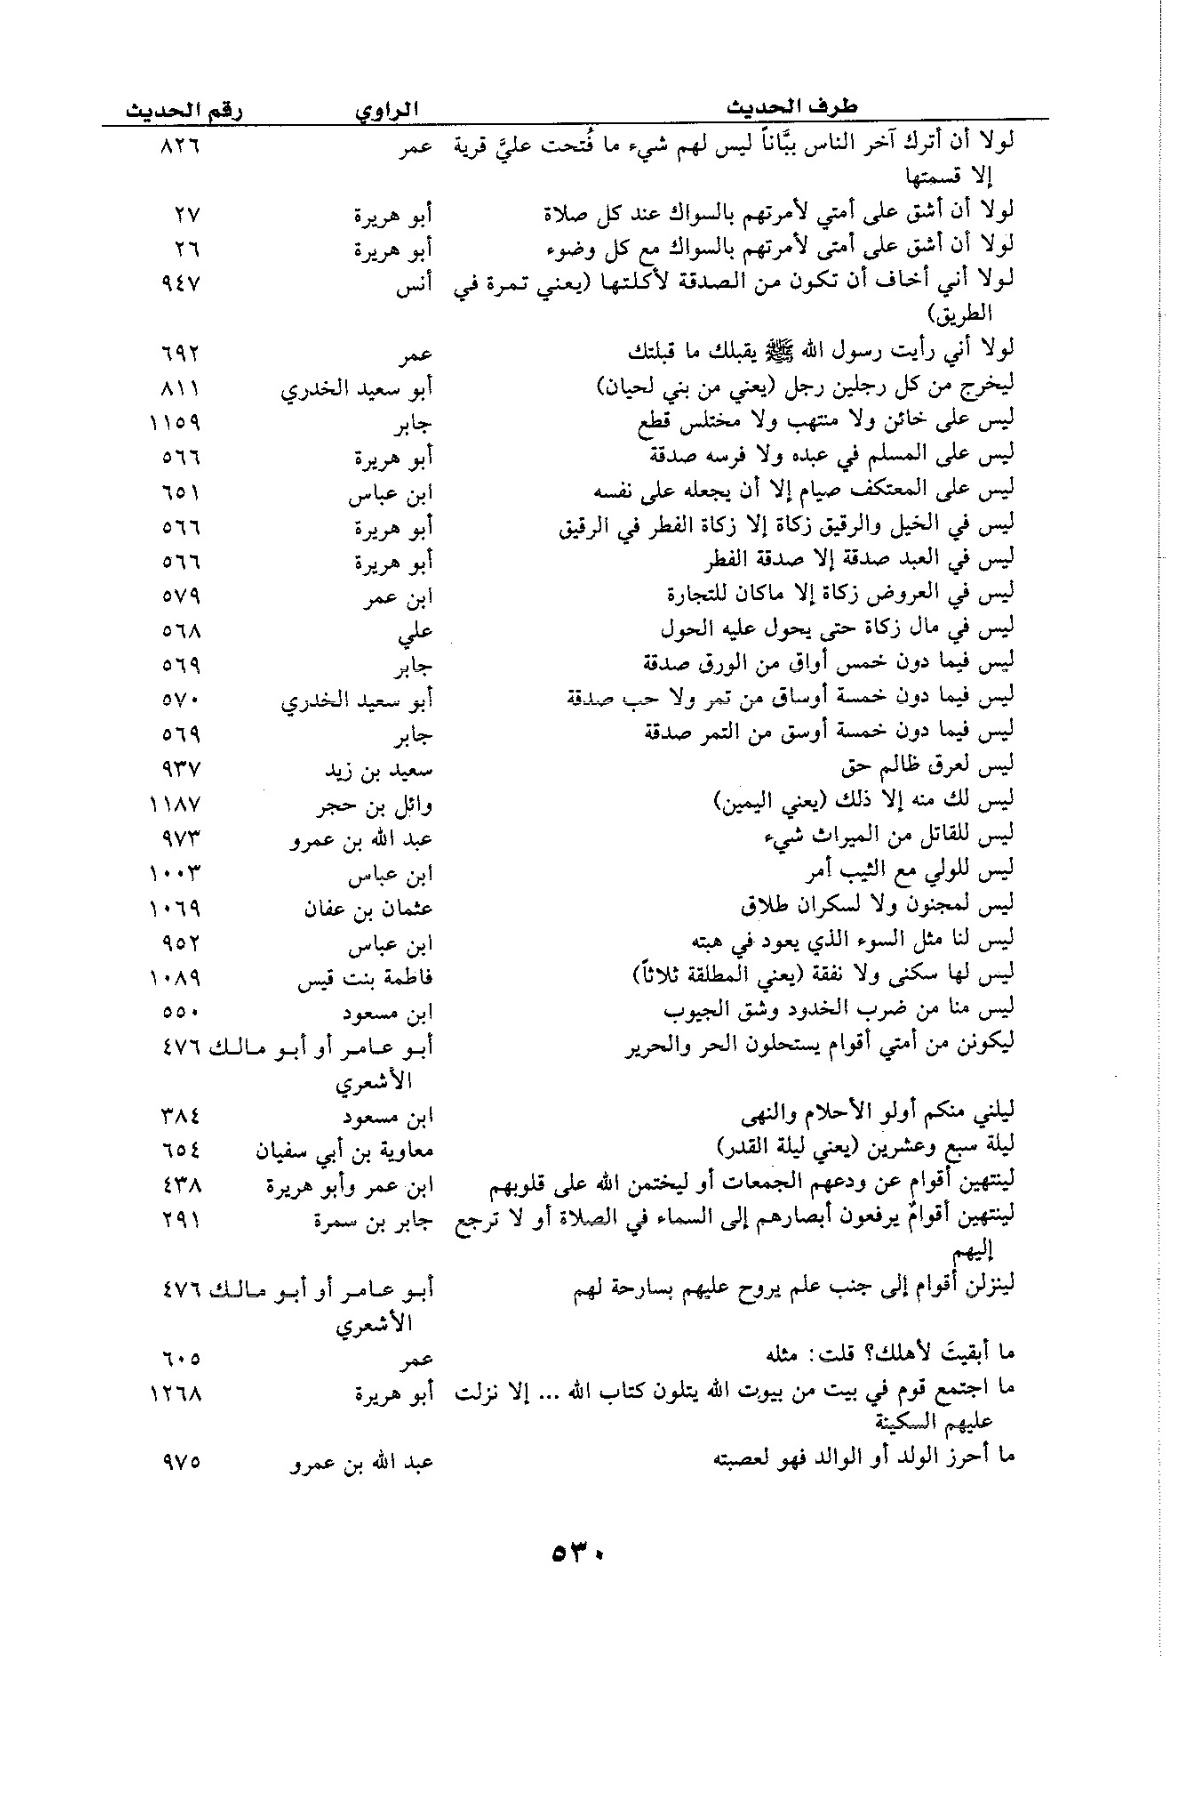 طرف الحديث الراوي رقم الحديث
لولا أن أترك آخر الناس ببَّاناً ليس لهم شيء ما فُتحت عليَّ قرية عمر ٨٢٦
إلا قسمتها
لولا أن أشق على أمتي لأمرتهم بالسواك عند كل صلاة أبو هريرة ٢٧
لولا أن أشق على أمتى لأمرتهم بالسواك مع كل وضوء أبو هريرة ٢٦
لولا أني أخاف أن تكون من الصدقة لأكلتها (يعني تمرة في أنس ٩٤٧
الطريق)
لولا أني رأيت رسول الله ﷺ يقبلك ما قبلتك عمر ٦٩٢
ليخرج من كل رجلين رجل (يعني من بني لحيان) أبو سعيد الخدري ٨١١
ليس على خائن ولا منتهب ولا مختلس قطع جابر ١١٥٩
ليس على المسلم في عبده ولا فرسه صدقة أبو هريرة ٥٦٦
ليس على المعتكف صيام إلا أن يجعله على نفسه ابن عباس ٦٥١
ليس في الخيل والرقيق زكاة إلا زكاة الفطر في الرقيق أبو هريرة ٥٦٦
ليس في العبد صدقة إلا صدقة الفطر أبو هريرة ٥٦٦
ليس في العروض زكاة إلا ماكان للتجارة ابن عمر ٥٧٩
ليس في مال زكاة حتى يحول عليه الحول علي ٥٦٨
ليس فيما دون خمس أواق من الورق صدقة جابر ٥٦٩
ليس فيما دون خمسة أوساق من تمر ولا حب صدقة أبو سعيد الخدري ٥٧٠
ليس فيما دون خمسة أوسق من التمر صدقة جابر ٥٦٩
ليس لعرق ظالم حق سعيد بن زيد ٩٣٧
ليس لك منه إلا ذلك (يعني اليمين) وائل بن حجر ١١٨٧
ليس للقاتل من الميراث شيء عبد الله بن عمرو ٩٧٣
ليس للولي مع الثيب أمر ابن عباس ١٠٠٣
ليس لمجنون ولا لسكران طلاق عثمان بن عفان ١٠٦٩
ليس لنا مثل السوء الذي يعود في هبته ابن عباس ٩٥٢
ليس لها سكنى ولا نفقة (يعني المطلقة ثلاثاً) فاطمة بنت قيس ١٠٨٩
ليس منا من ضرب الخدود وشق الجيوب ابن مسعود ٥٥٠
ليكونن من أمتي أقوام يستحلون الحر والحرير أبو عامر أو أبو مالك ٤٧٦
الأشعري
ليلني منكم أولو الأحلام والنهى ابن مسعود ٣٨٤
ليلة سبع وعشرين (يعني ليلة القدر) معاوية بن أبي سفيان ٦٥٤
لينتهين أقوام عن ودعهم الجمعات أو ليختمن الله على قلوبهم ابن عمر وأبو هريرة ٤٣٨
لينتهين أقوامٌ يرفعون أبصارهم إلى السماء في الصلاة أو لا ترجع جابر بن سمرة ٢٩١
إليهم
لينزلن أقوام إلى جنب علم يروح عليهم بسارحة لهم أبو عامر أو أبو مالك ٤٧٦
الأشعري
ما أبقيتَ لأهلك؟ قلت: مثله عمر ٦٠٥
ما اجتمع قوم في بيت من بيوت الله يتلون كتاب الله ... إلا نزلت أبو هريرة ١٢٦٨
عليهم السكينة
ما أحرز الولد أو الوالد فهو لعصبته عبد الله بن عمرو ٩٧٥
٥٣٠